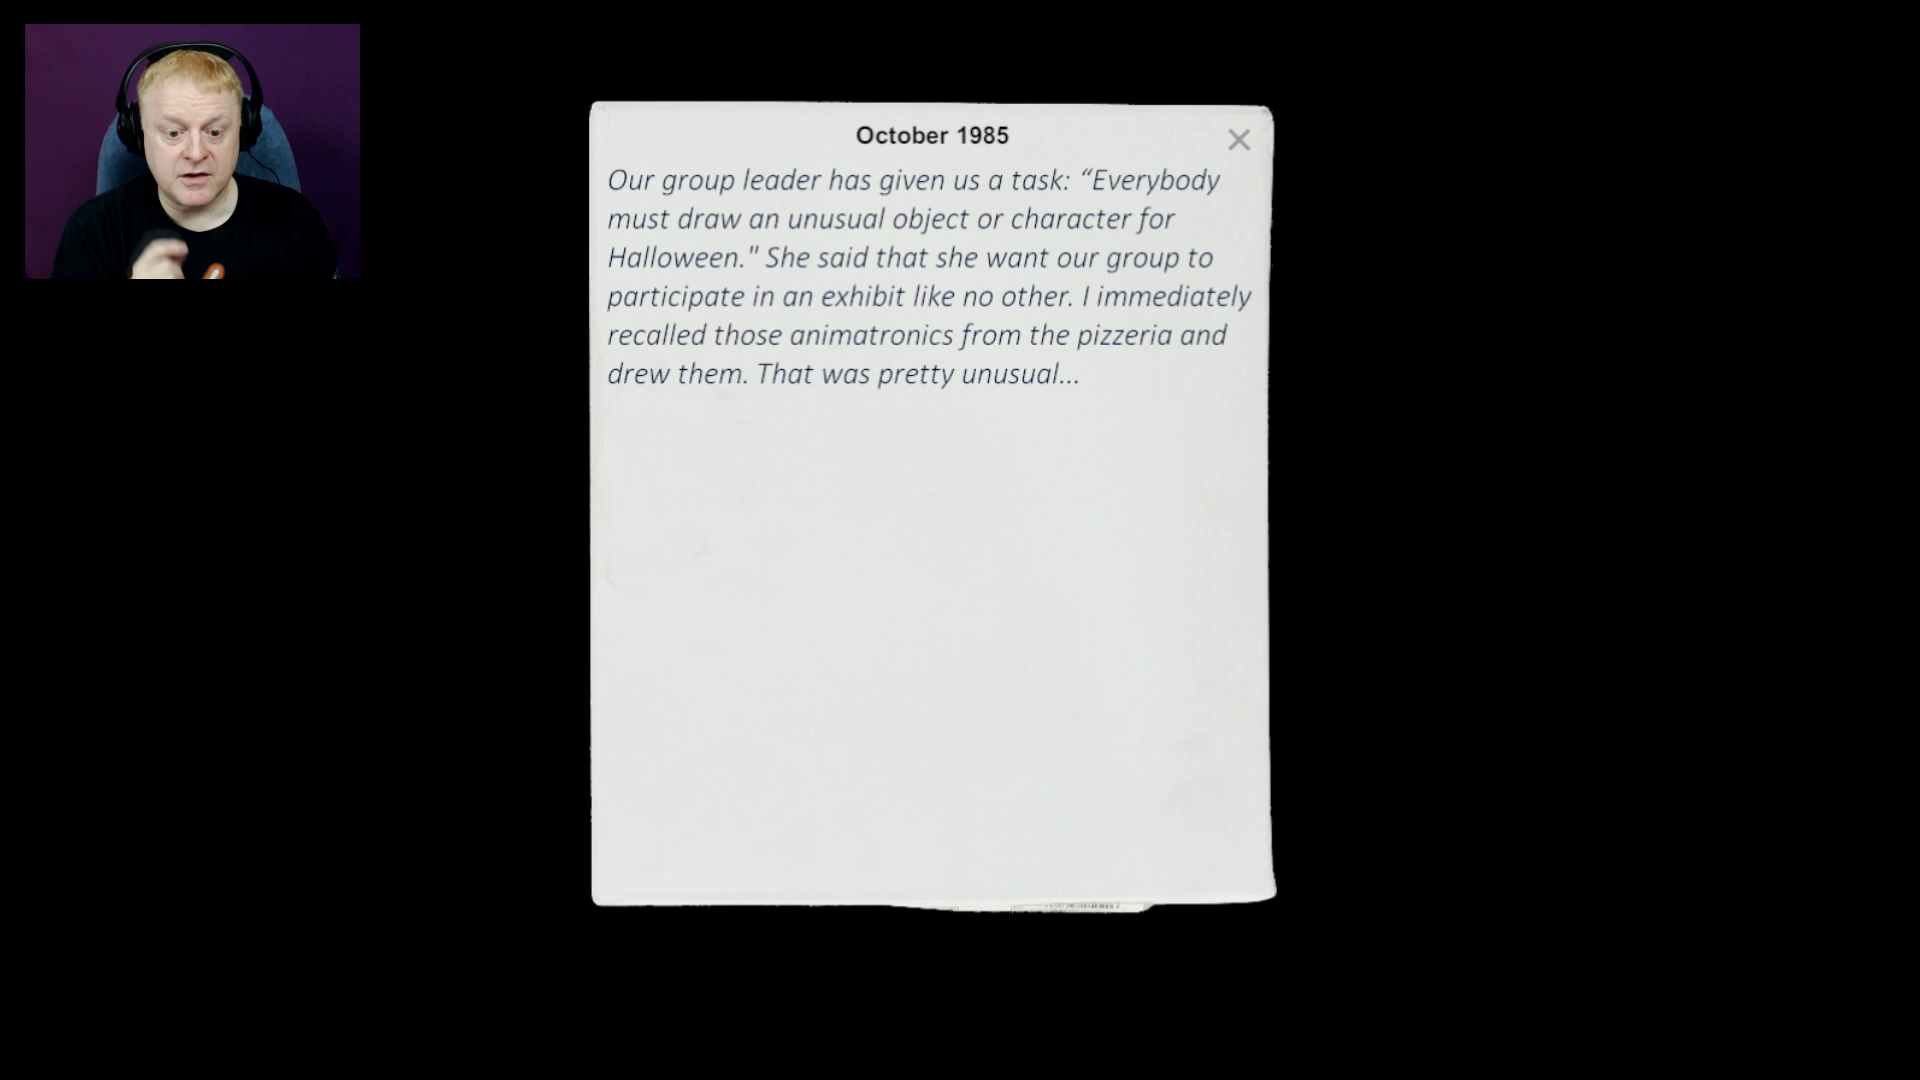 October 1985
Our group leader has given us a task: “Everybody
must draw an unusual object or character for
Halloween." She said that she want our group to
participate in an exhibit like no other. I immediately
recalled those animatronics from the pizzeria and
drew them. That was pretty unusual...